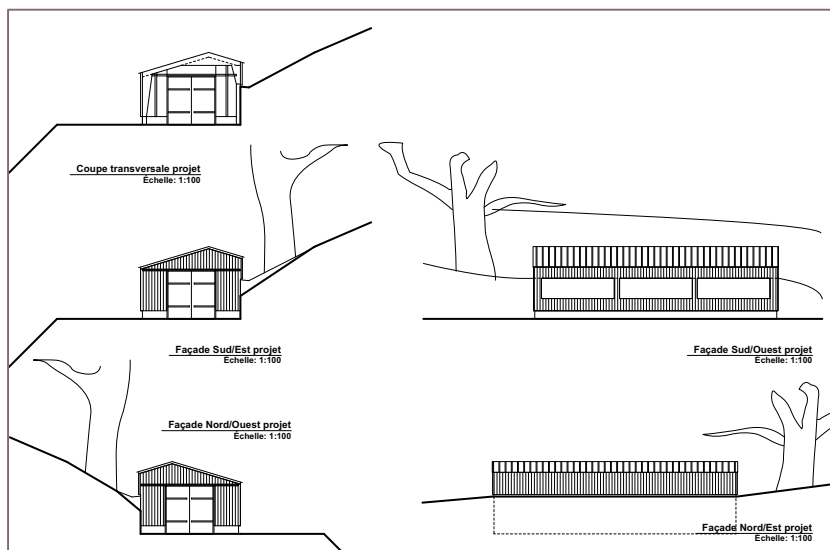 Coupe transversale projet
Échelle: 1:100
Façade Sud/Est projet
Échelle: 1:100
Façade Sud/Ouest projet
Échelle: 1:100
Façade Nord/Ouest projet
Échelle: 1:100
Façade Nord/Est projet
Échelle: 1:100